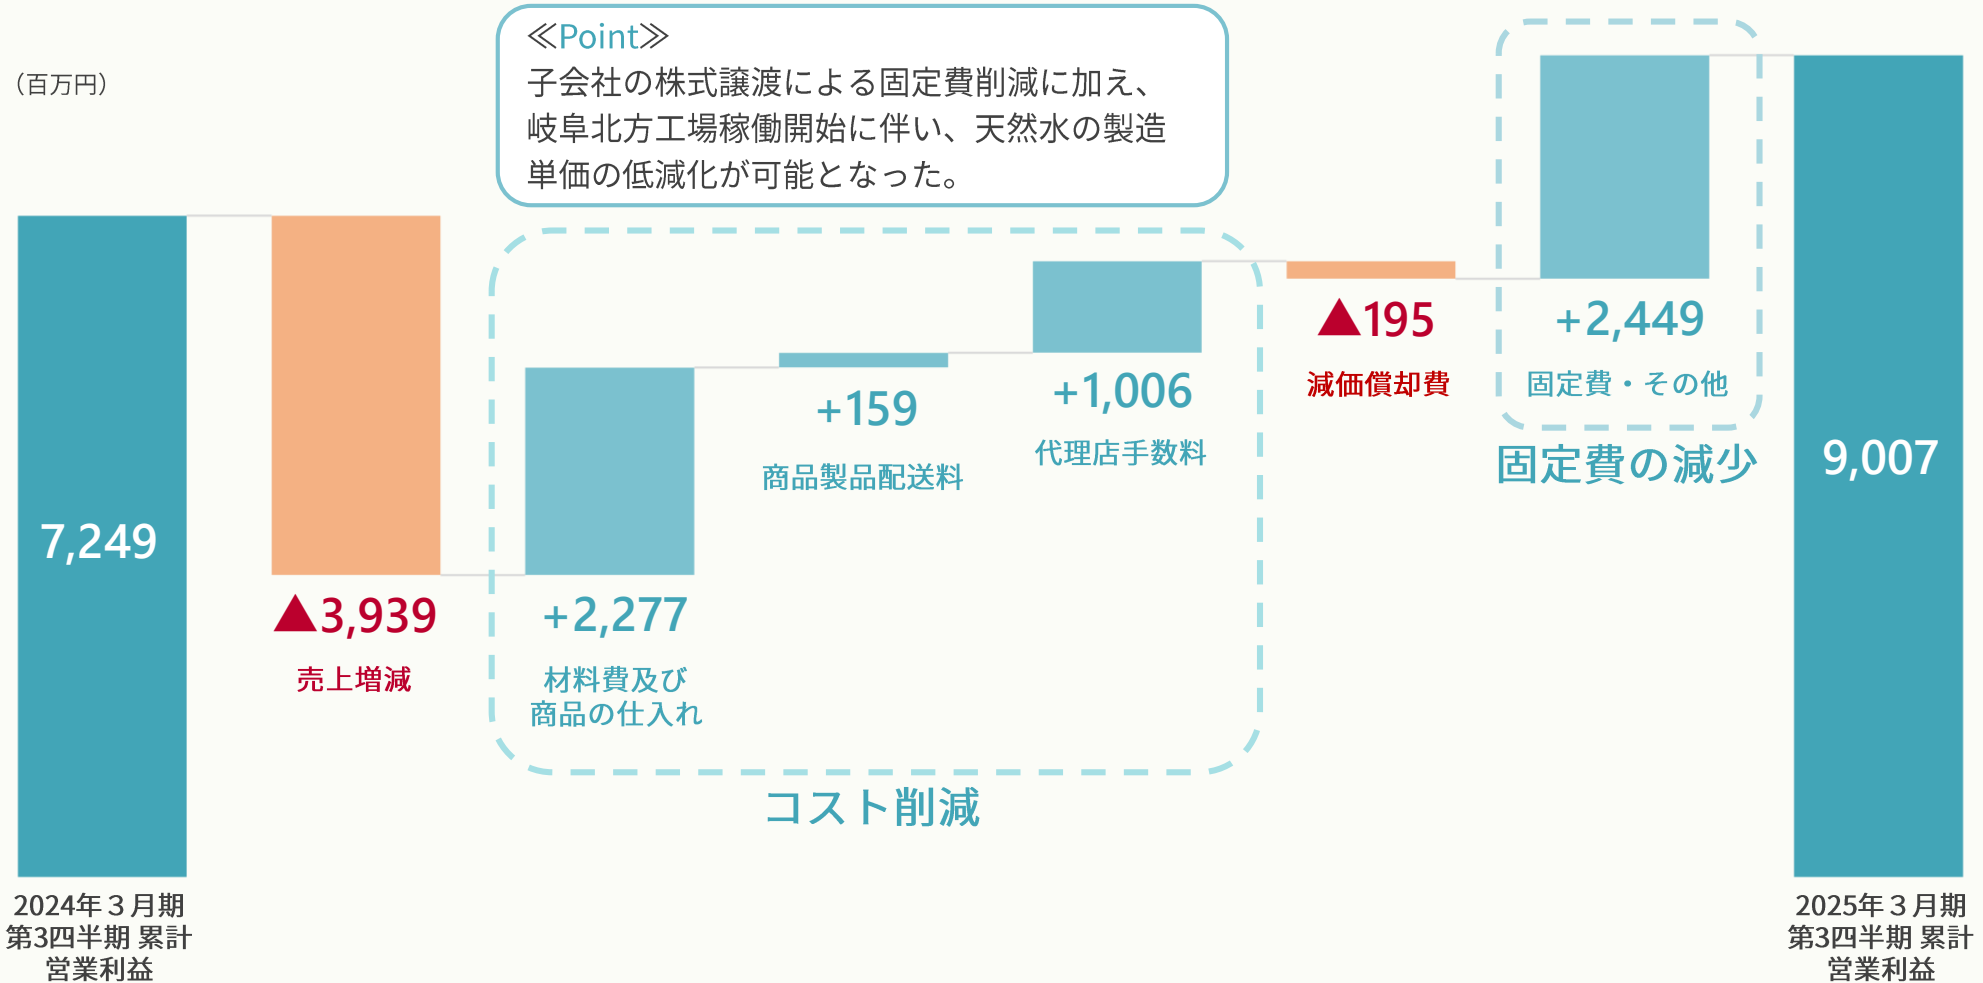 （百万円）
≪Point≫
子会社の株式譲渡による固定費削減に加え、
岐阜北方工場稼働開始に伴い、天然水の製造
単価の低減化が可能となった。
7,249
▲3,939
売上増減
+2,277
材料費及び
商品の仕入れ
+159
商品製品配送料
+1,006
代理店手数料
コスト削減
▲195
減価償却費
+2,449
固定費・その他
固定費の減少
9,007
2024年３月期
第3四半期 累計
営業利益
2025年３月期
第3四半期 累計
営業利益